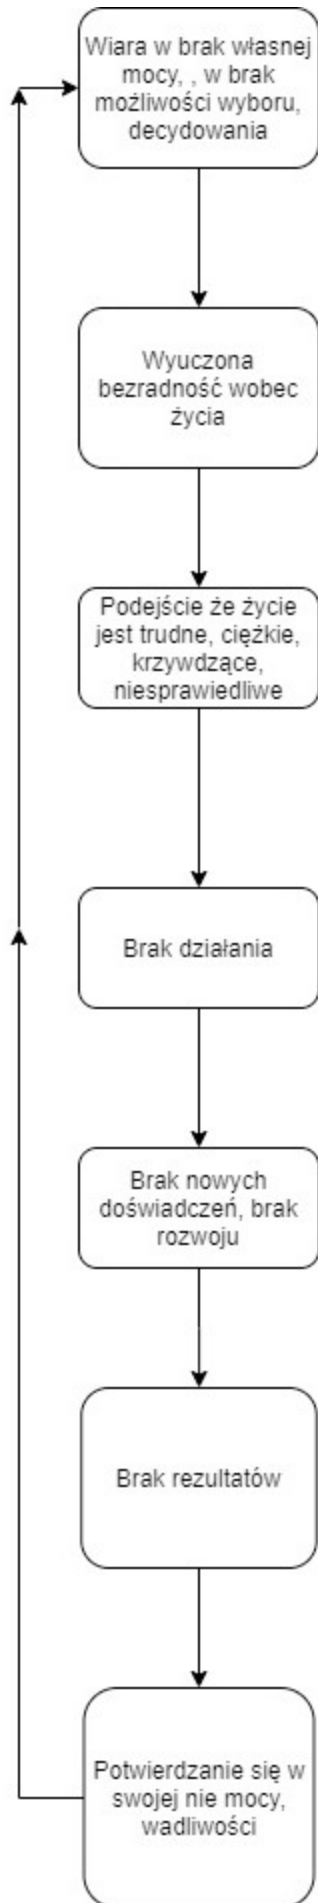 Wiara w brak własnej
mocy, , w brak
możliwości wyboru,
decydowania
Wyuczona
bezradność wobec
życia
Podejście że życie
jest trudne, ciężkie,
krzywdzące,
niesprawiedliwe
Brak działania
Brak nowych
doświadczeń, brak
rozwoju
Brak rezultatów
Potwierdzanie się w
swojej nie mocy,
wadliwości